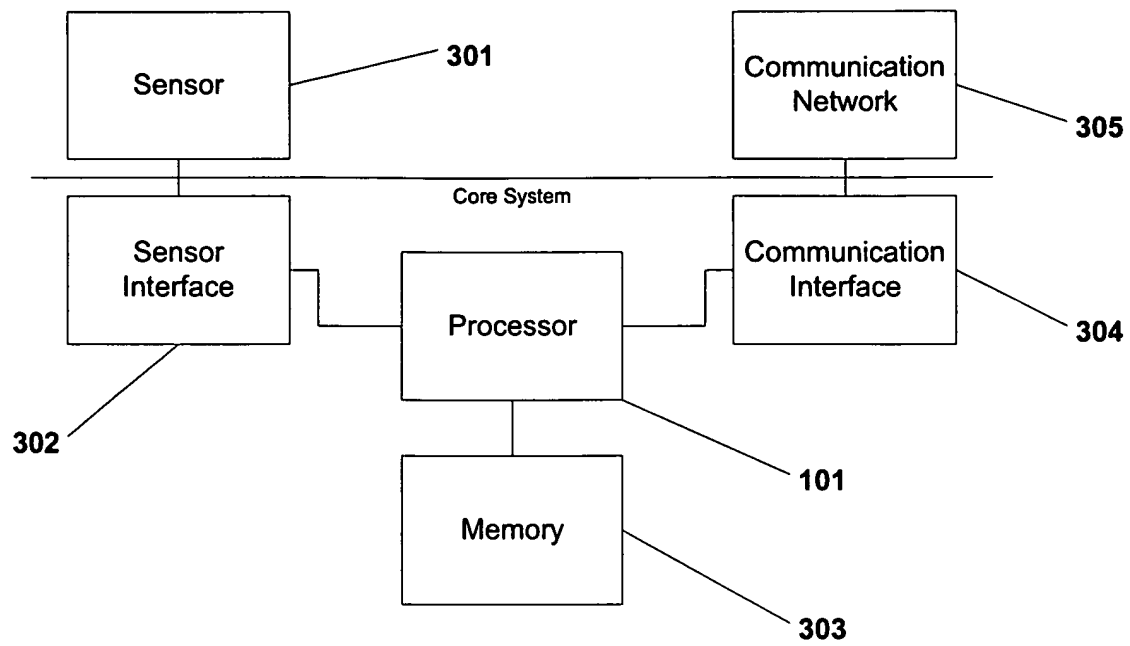 Sensor
301
Communication
Network
305
Core System
Sensor
Interface
Processor
Communication
Interface
304
302
101
Memory
303